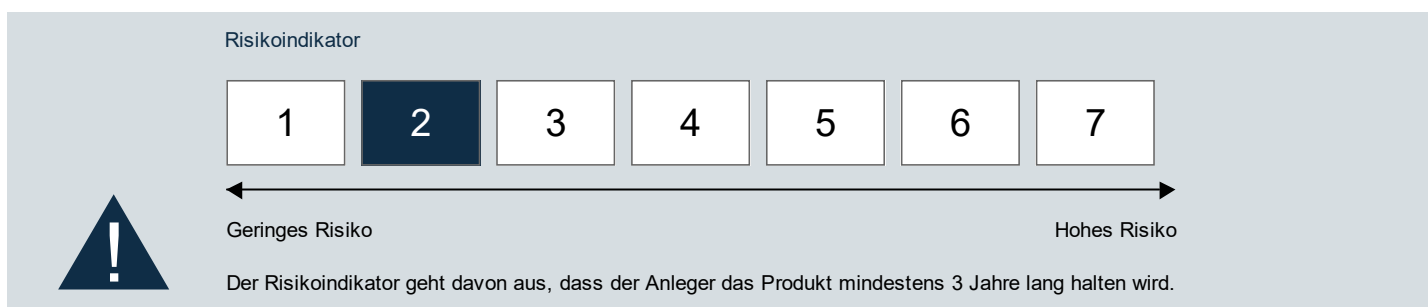 Risikoindikator
1 2 3 4 5 6 7
Geringes Risiko Hohes Risiko
!
Der Risikoindikator geht davon aus, dass der Anleger das Produkt mindestens 3 Jahre lang halten wird.